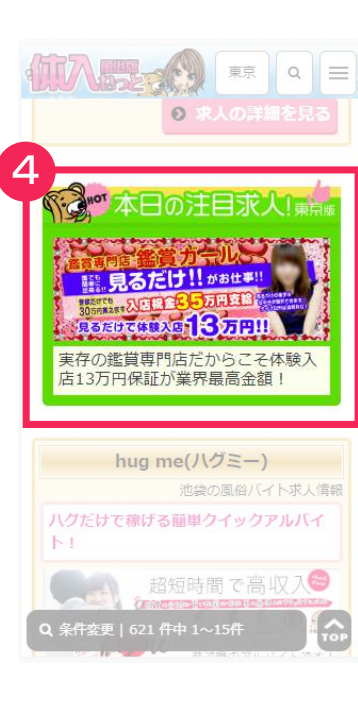 体入ねっと
東京
求人の詳細を見る
4
HOT 本日の注目求人!東京版
鑑賞専門店 鑑賞ガール
見るだけ!!がお仕事!!
入店祝金35万円支給
見るだけで体験入店13万円!!
実存の鑑賞専門店だからこそ体験入
店13万円保証が業界最高金額！
hug me(ハグミー)
池袋の風俗バイト求人情報
ハグだけで稼げる簡単クイックアルバイ
ト！
超短時間で高収入
条件変更 | 621 件中 1〜15件
TOP